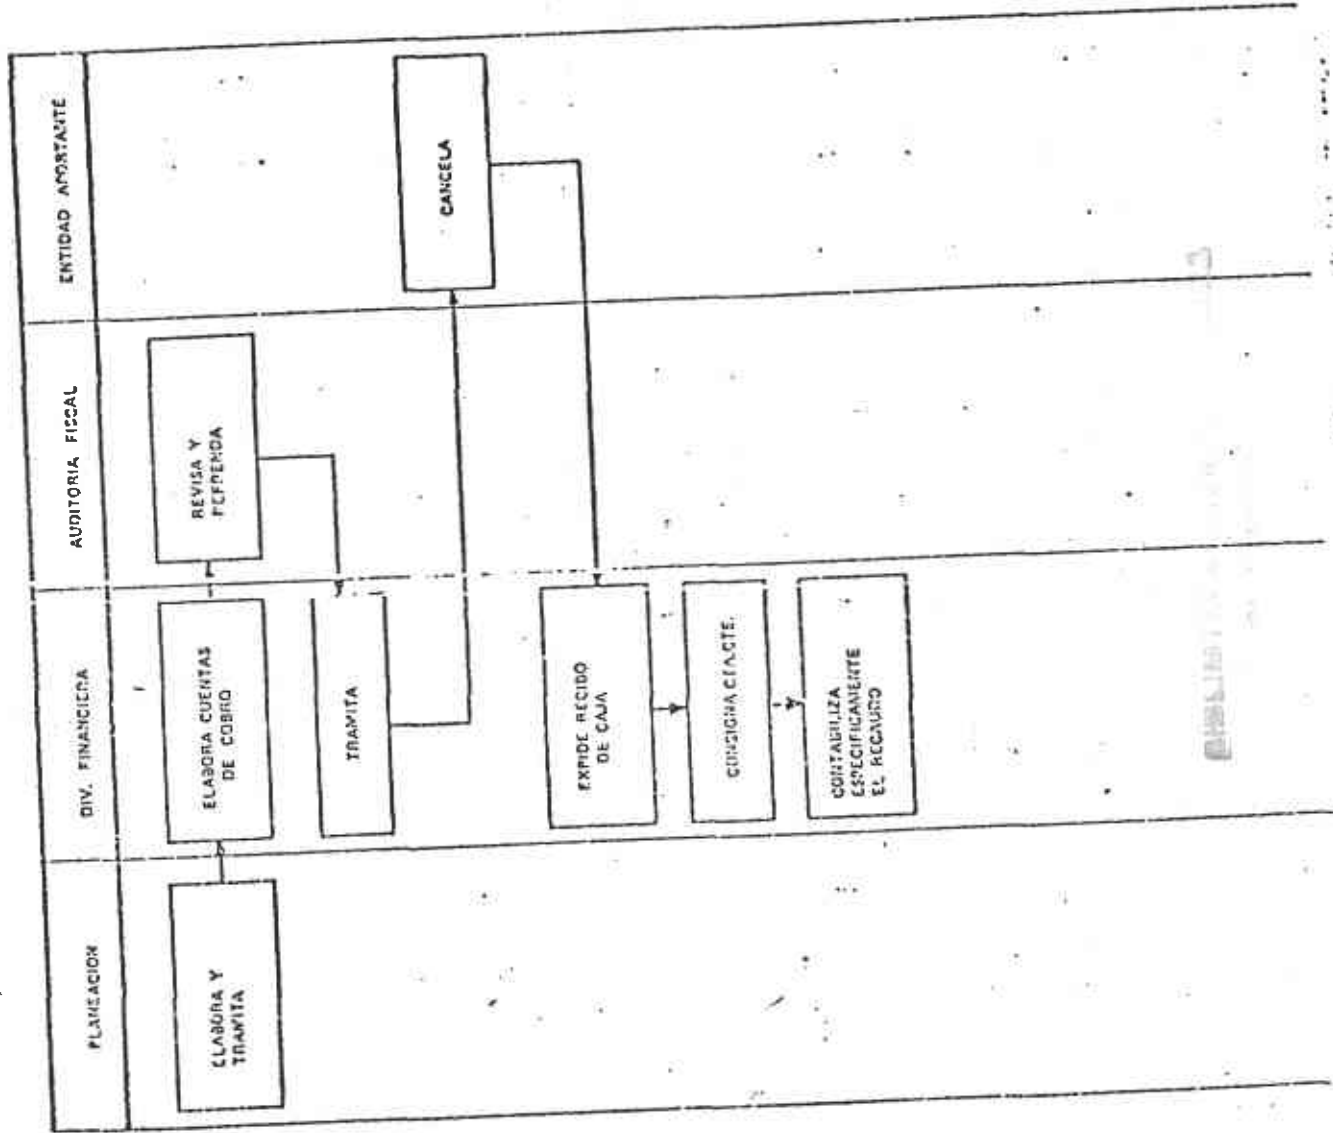 PLANEACION
DIV. FINANCIERA
AUDITORIA FISCAL
ENTIDAD APORTANTE
ELABORA Y
TRAMITA
ELABORA CUENTAS
DE COBRO
REVISA Y
REFRENDA
TRAMITA
CANCELA
EXPIDE RECIBO
DE CAJA
CONSIGNA CTA.CTE.
CONTABILIZA
ESPECIFICAMENTE
EL RECAUDO